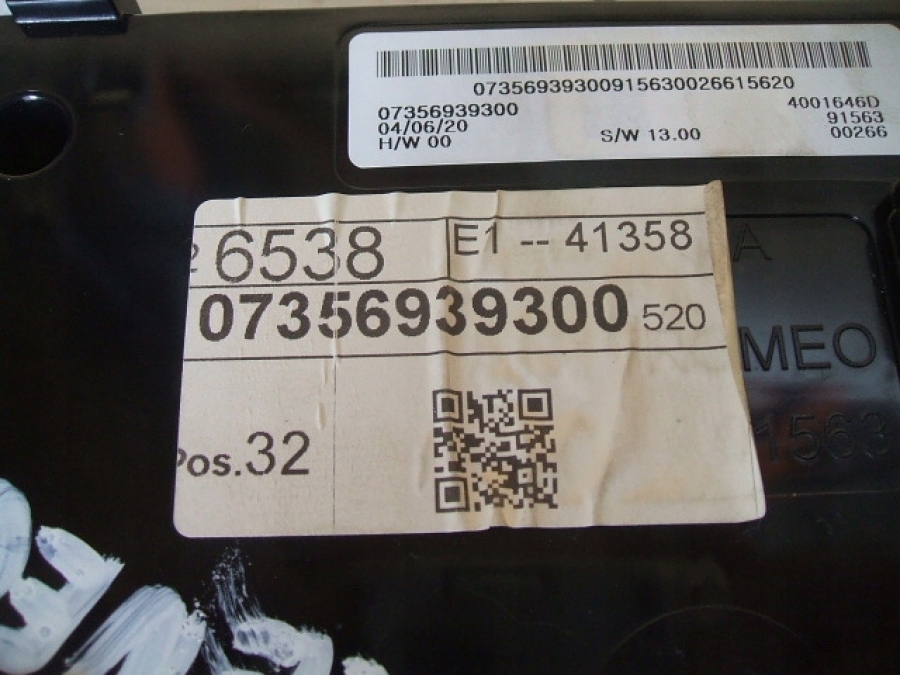 07356939300915630026615620
07356939300
4001646D
04/06/20
91563
H/W 00
S/W 13.00
00266
6538
E1 -- 41358
07356939300 520
Pos.32
A
MEO
1563